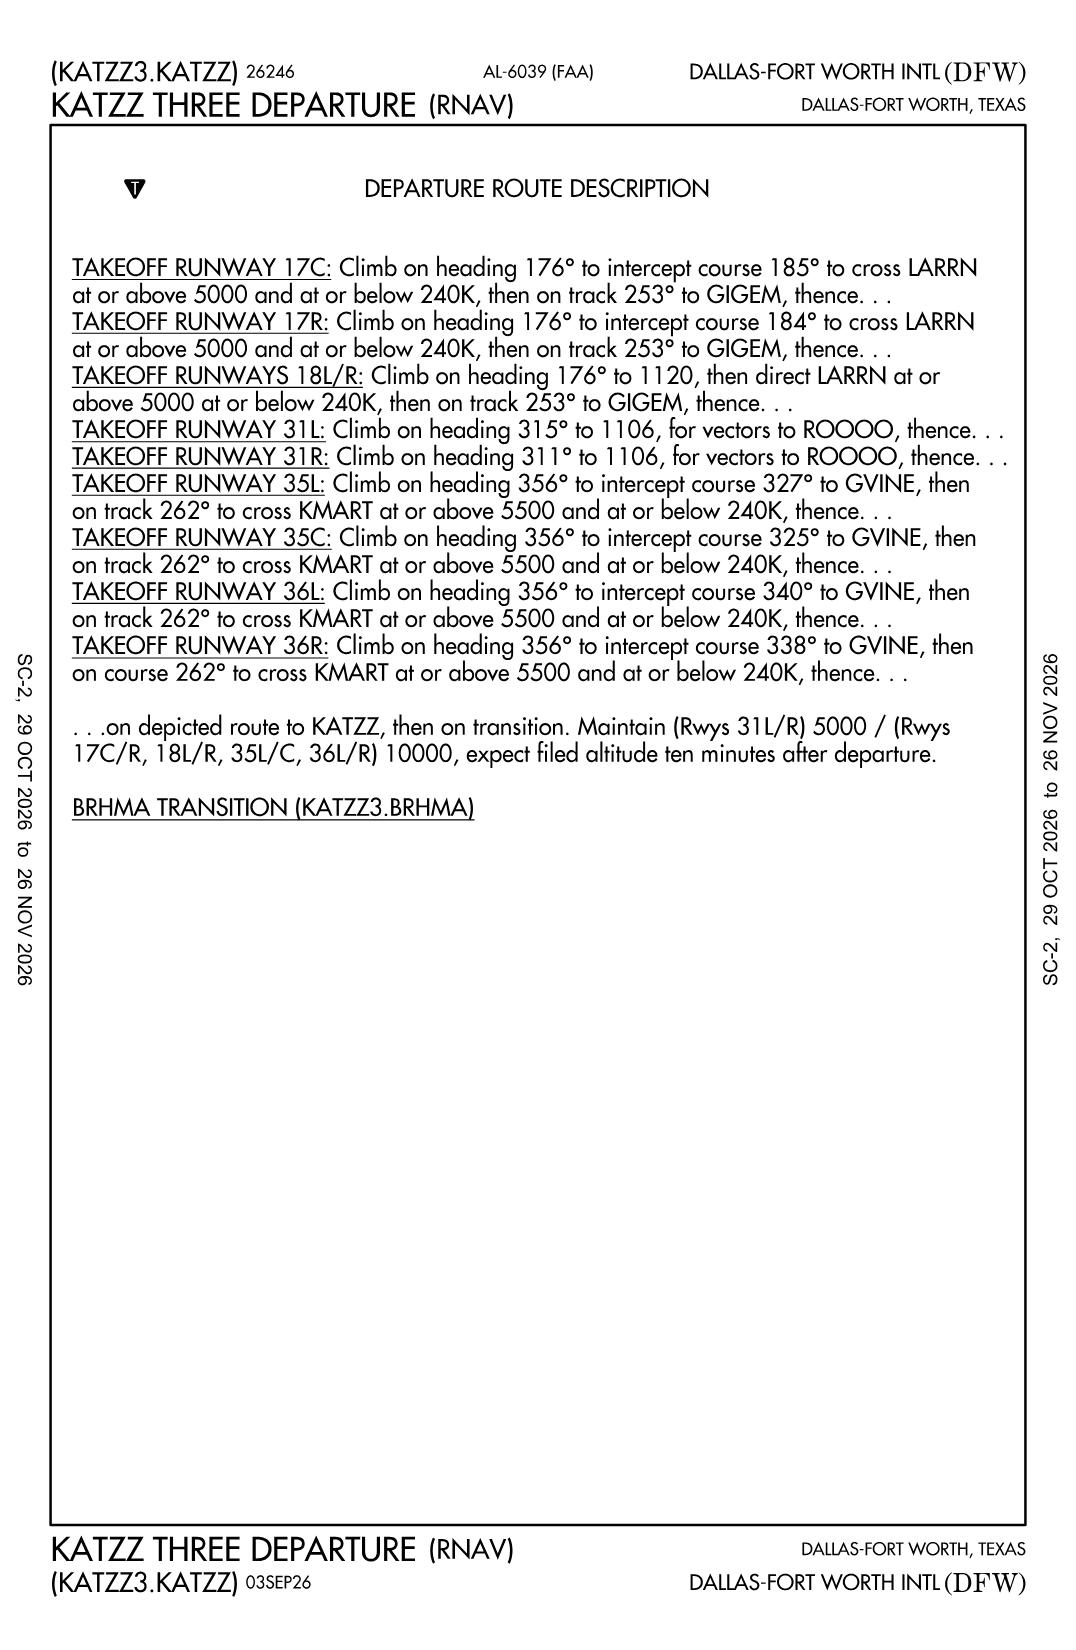 (KATZZ3.KATZZ) 26246 AL-6039 (FAA) DALLAS-FORT WORTH INTL (DFW)
KATZZ THREE DEPARTURE (RNAV) DALLAS-FORT WORTH, TEXAS
T DEPARTURE ROUTE DESCRIPTION
TAKEOFF RUNWAY 17C: Climb on heading 176° to intercept course 185° to cross LARRN
at or above 5000 and at or below 240K, then on track 253° to GIGEM, thence. . .
TAKEOFF RUNWAY 17R: Climb on heading 176° to intercept course 184° to cross LARRN
at or above 5000 and at or below 240K, then on track 253° to GIGEM, thence. . .
TAKEOFF RUNWAYS 18L/R: Climb on heading 176° to 1120, then direct LARRN at or
above 5000 at or below 240K, then on track 253° to GIGEM, thence. . .
TAKEOFF RUNWAY 31L: Climb on heading 315° to 1106, for vectors to ROOOO, thence. . .
TAKEOFF RUNWAY 31R: Climb on heading 311° to 1106, for vectors to ROOOO, thence. . .
TAKEOFF RUNWAY 35L: Climb on heading 356° to intercept course 327° to GVINE, then
on track 262° to cross KMART at or above 5500 and at or below 240K, thence. . .
TAKEOFF RUNWAY 35C: Climb on heading 356° to intercept course 325° to GVINE, then
on track 262° to cross KMART at or above 5500 and at or below 240K, thence. . .
TAKEOFF RUNWAY 36L: Climb on heading 356° to intercept course 340° to GVINE, then
on track 262° to cross KMART at or above 5500 and at or below 240K, thence. . .
TAKEOFF RUNWAY 36R: Climb on heading 356° to intercept course 338° to GVINE, then
on course 262° to cross KMART at or above 5500 and at or below 240K, thence. . .
. . .on depicted route to KATZZ, then on transition. Maintain (Rwys 31L/R) 5000 / (Rwys
17C/R, 18L/R, 35L/C, 36L/R) 10000, expect filed altitude ten minutes after departure.
BRHMA TRANSITION (KATZZ3.BRHMA)
SC-2, 29 OCT 2026 to 26 NOV 2026
SC-2, 29 OCT 2026 to 26 NOV 2026
KATZZ THREE DEPARTURE (RNAV) DALLAS-FORT WORTH, TEXAS
(KATZZ3.KATZZ) 03SEP26 DALLAS-FORT WORTH INTL (DFW)